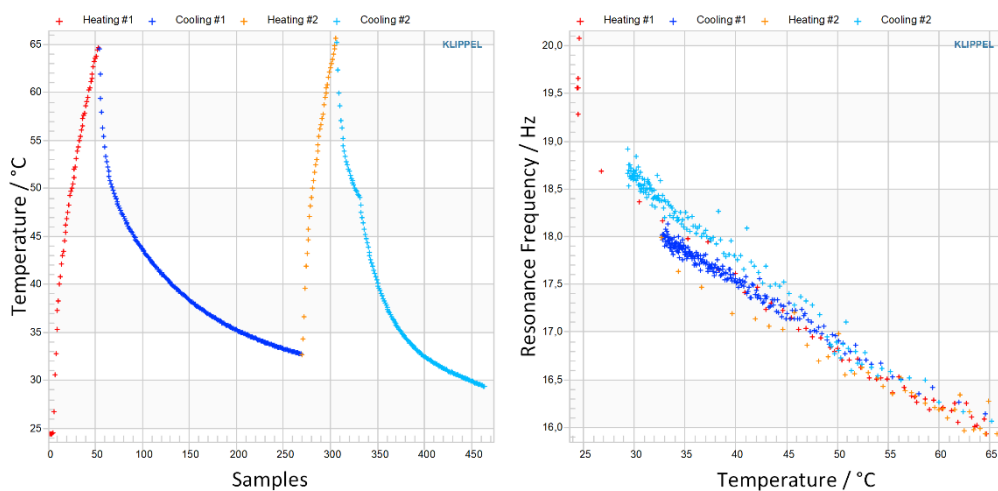 Heating #1 Cooling #1 Heating #2 Cooling #2
KLIPPEL
Temperature / °C
65
60
55
50
45
40
35
30
25
0 50 100 150 200 250 300 350 400 450
Samples
Heating #1 Cooling #1 Heating #2 Cooling #2
KLIPPEL
Resonance Frequency / Hz
20,0
19,5
19,0
18,5
18,0
17,5
17,0
16,5
16,0
25 30 35 40 45 50 55 60 65
Temperature / °C